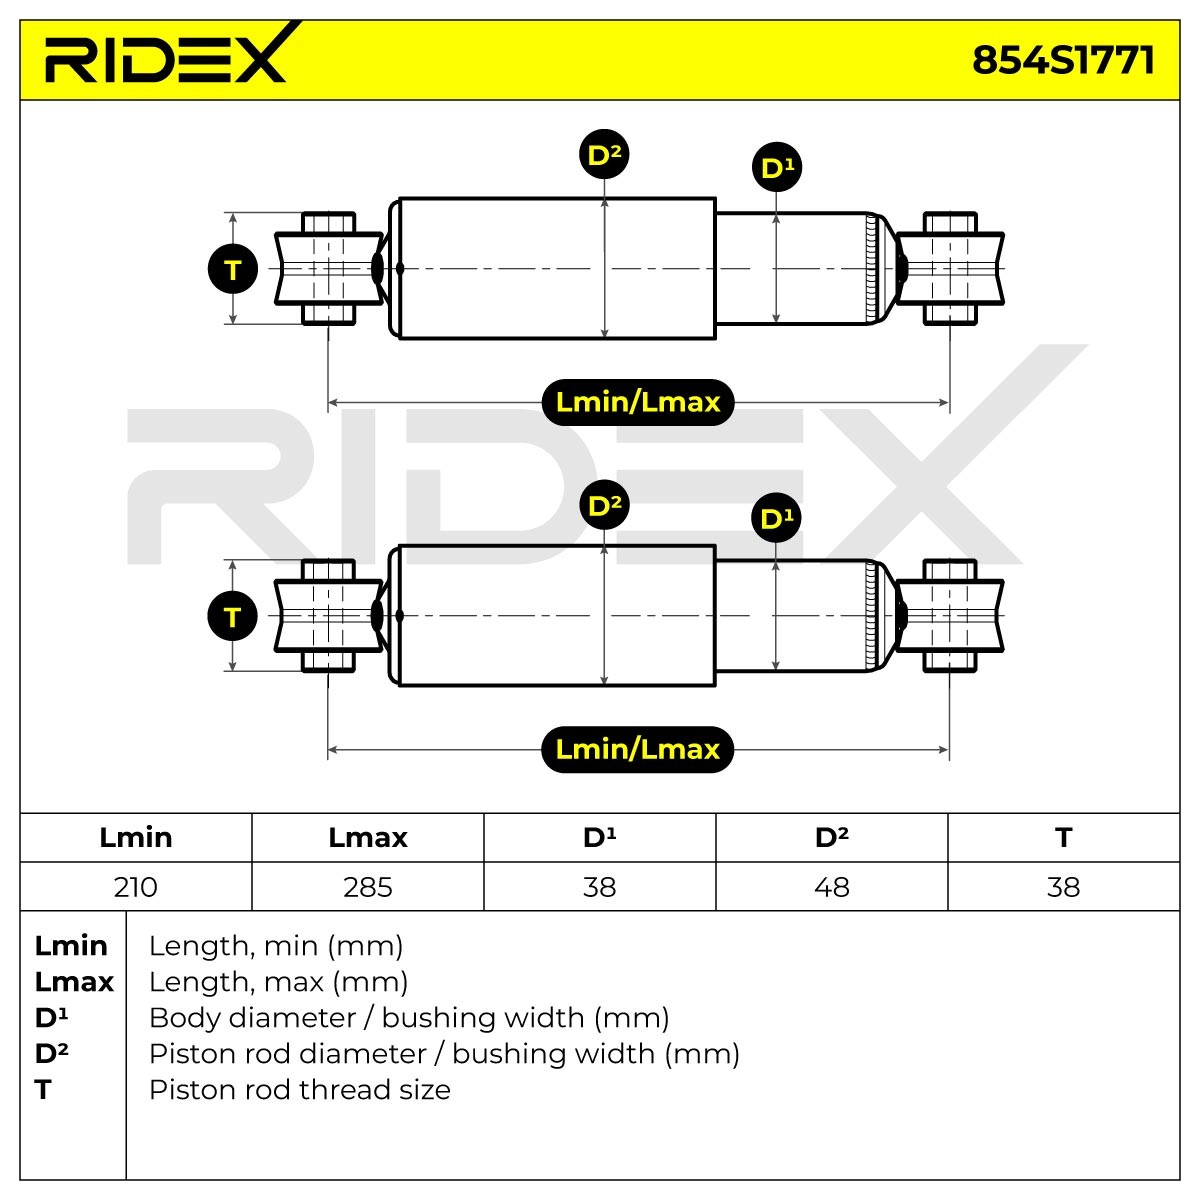 RIDEX 854S1771
D² D¹
T
Lmin/Lmax
RIDEX
D² D¹
T
Lmin/Lmax
Lmin Lmax D¹ D² T
210 285 38 48 38
Lmin Length, min (mm)
Lmax Length, max (mm)
D¹ Body diameter / bushing width (mm)
D² Piston rod diameter / bushing width (mm)
T Piston rod thread size